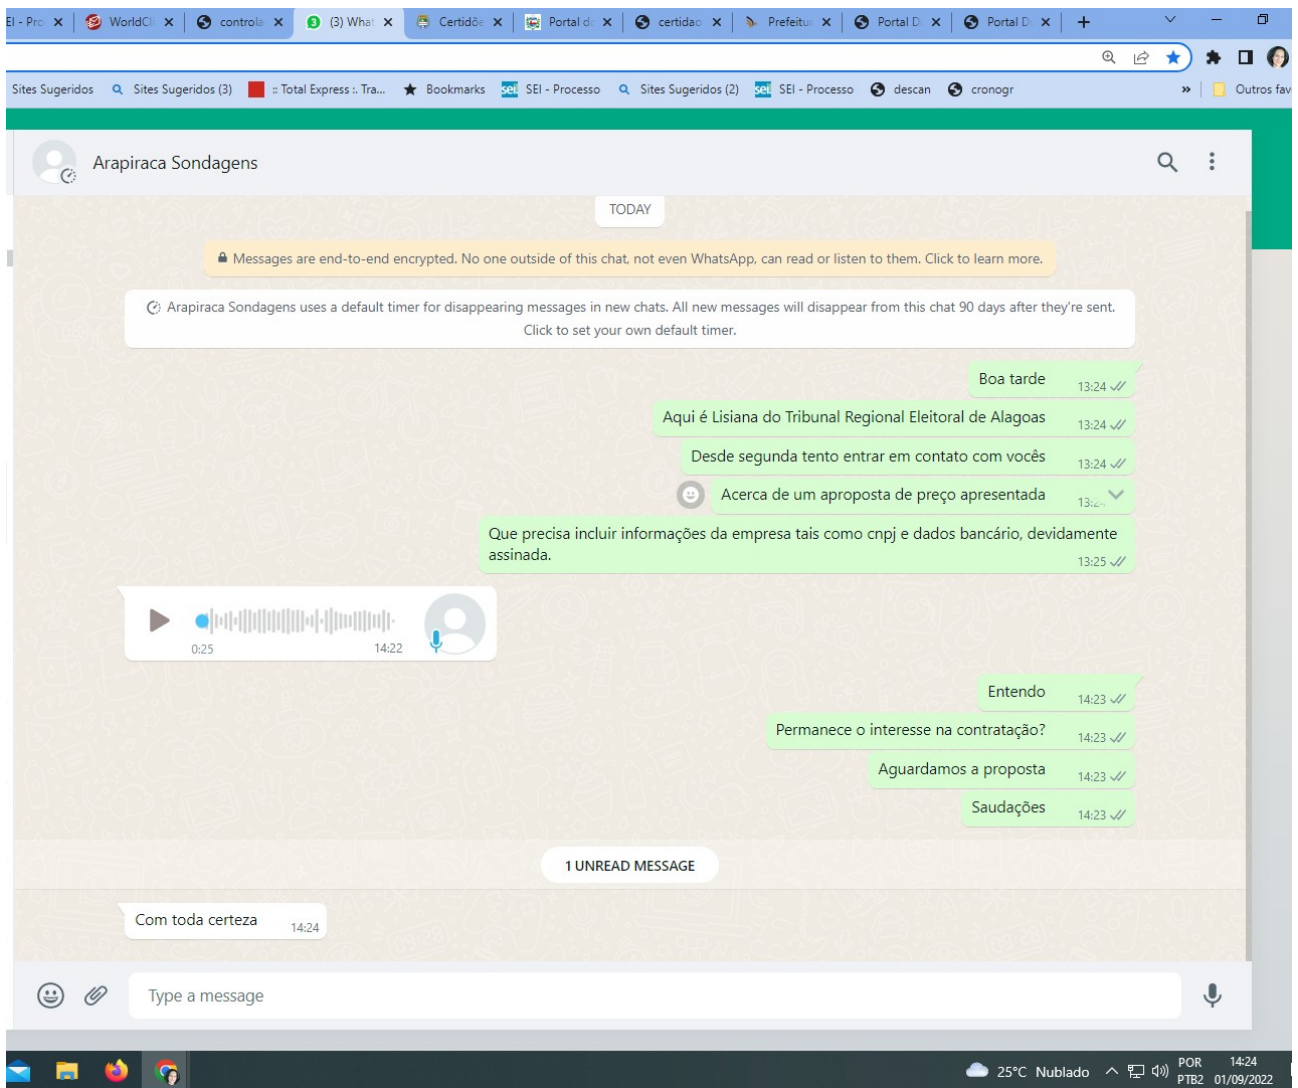 EI - Pro
WorldCli
controla
(3) What
Certidõe
Portal do
certidao
Prefeitur
Portal D
Portal D
Sites Sugeridos
Sites Sugeridos (3)
:: Total Express :. Tra...
Bookmarks
sei. SEI - Processo
Sites Sugeridos (2)
sei. SEI - Processo
descan
cronogr
»
Outros fav
Arapiraca Sondagens
TODAY
Messages are end-to-end encrypted. No one outside of this chat, not even WhatsApp, can read or listen to them. Click to learn more.
Arapiraca Sondagens uses a default timer for disappearing messages in new chats. All new messages will disappear from this chat 90 days after they're sent.
Click to set your own default timer.
Boa tarde 13:24
Aqui é Lisiana do Tribunal Regional Eleitoral de Alagoas 13:24
Desde segunda tento entrar em contato com vocês 13:24
Acerca de um aproposta de preço apresentada
Que precisa incluir informações da empresa tais como cnpj e dados bancário, devidamente
assinada. 13:25
0:25 14:22
Entendo 14:23
Permanece o interesse na contratação? 14:23
Aguardamos a proposta 14:23
Saudações 14:23
1 UNREAD MESSAGE
Com toda certeza 14:24
Type a message
25°C Nublado
POR
PTB2
14:24
01/09/2022